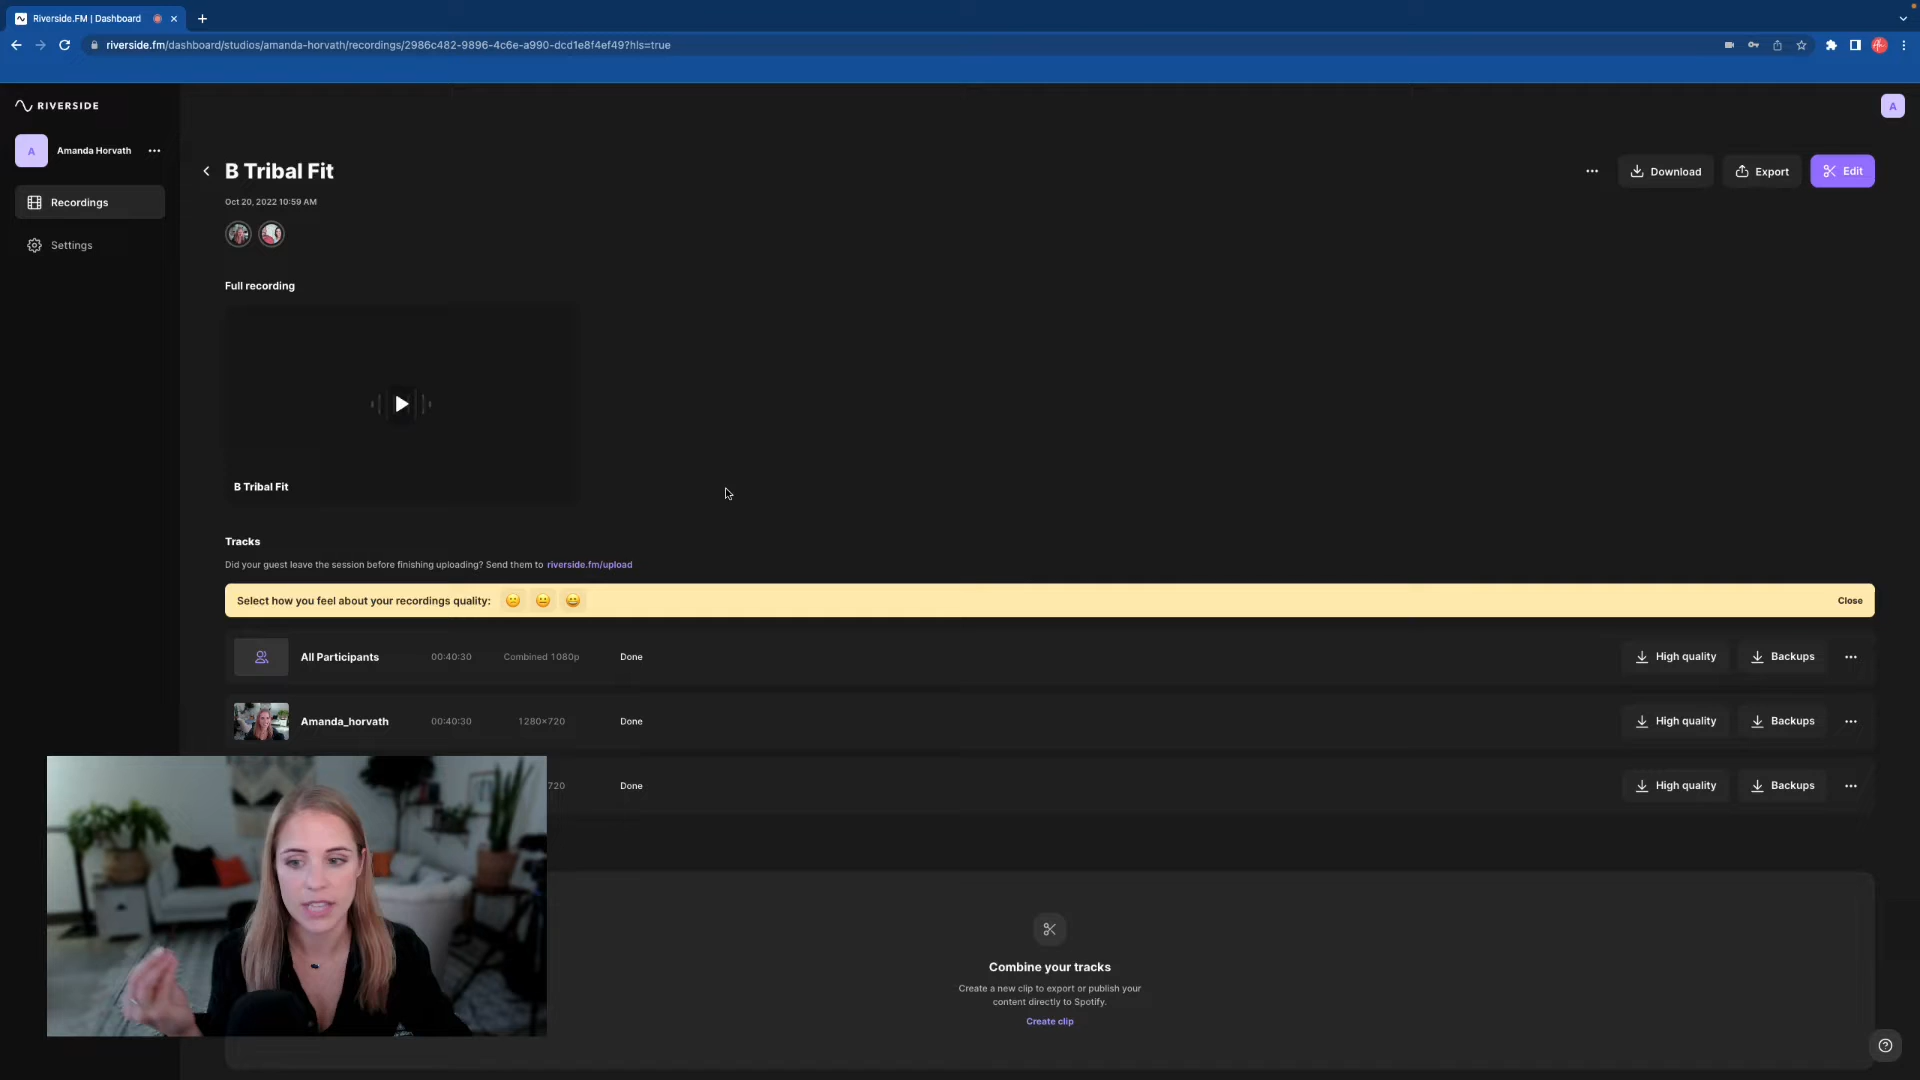 Riverside.FM | Dashboard
riverside.fm/dashboard/studios/amanda-horvath/recordings/2986c482-9896-4c6e-a990-dcd1e8f4ef49?hls=true
RIVERSIDE
A
A Amanda Horvath
Recordings
Settings
B Tribal Fit
Download
Export
Edit
Oct 20, 2022 10:59 AM
Full recording
B Tribal Fit
Tracks
Did your guest leave the session before finishing uploading? Send them to riverside.fm/upload
Select how you feel about your recordings quality:
Close
All Participants 00:40:30 Combined 1080p Done High quality Backups
Amanda_horvath 00:40:30 1280×720 Done High quality Backups
720 Done High quality Backups
Combine your tracks
Create a new clip to export or publish your
content directly to Spotify.
Create clip